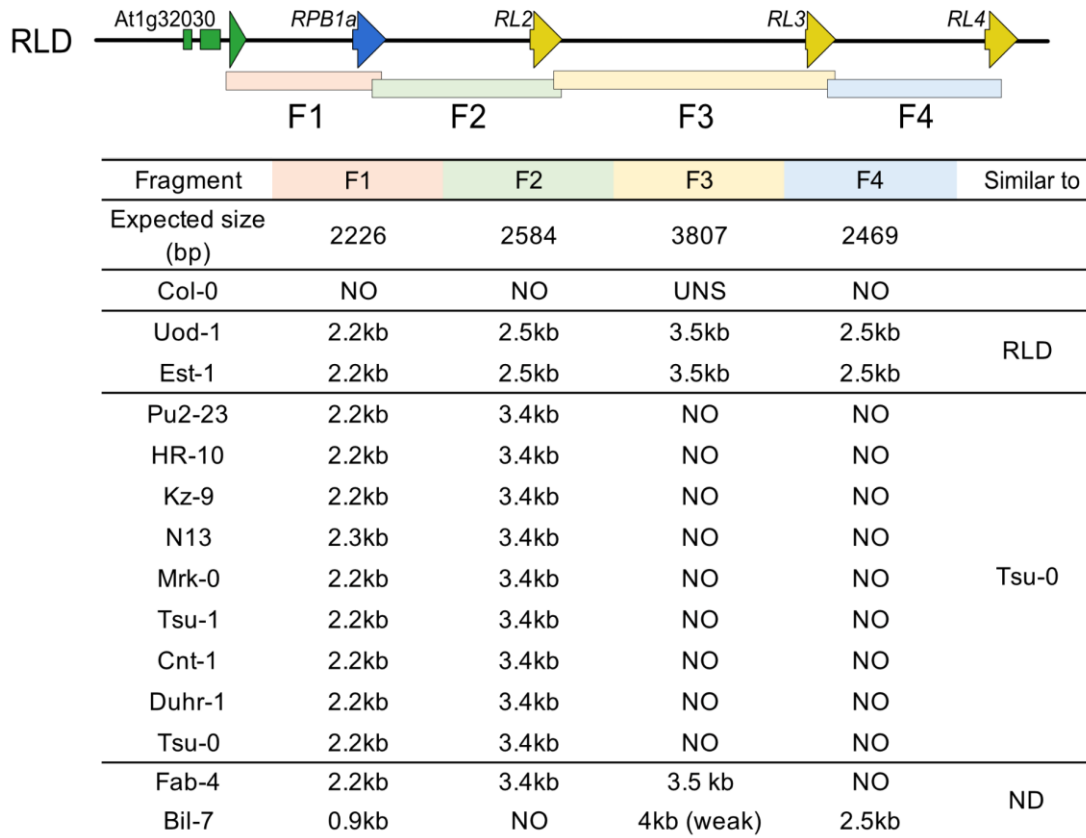 At1g32030 RPB1a RL2 RL3 RL4
RLD
F1 F2 F3 F4
Fragment F1 F2 F3 F4 Similar to
Expected size
(bp) 2226 2584 3807 2469
Col-0 NO NO UNS NO
Uod-1 2.2kb 2.5kb 3.5kb 2.5kb
RLD
Est-1 2.2kb 2.5kb 3.5kb 2.5kb
Pu2-23 2.2kb 3.4kb NO NO
HR-10 2.2kb 3.4kb NO NO
Kz-9 2.2kb 3.4kb NO NO
N13 2.3kb 3.4kb NO NO
Mrk-0 2.2kb 3.4kb NO NO Tsu-0
Tsu-1 2.2kb 3.4kb NO NO
Cnt-1 2.2kb 3.4kb NO NO
Duhr-1 2.2kb 3.4kb NO NO
Tsu-0 2.2kb 3.4kb NO NO
Fab-4 2.2kb 3.4kb 3.5 kb NO
ND
Bil-7 0.9kb NO 4kb (weak) 2.5kb